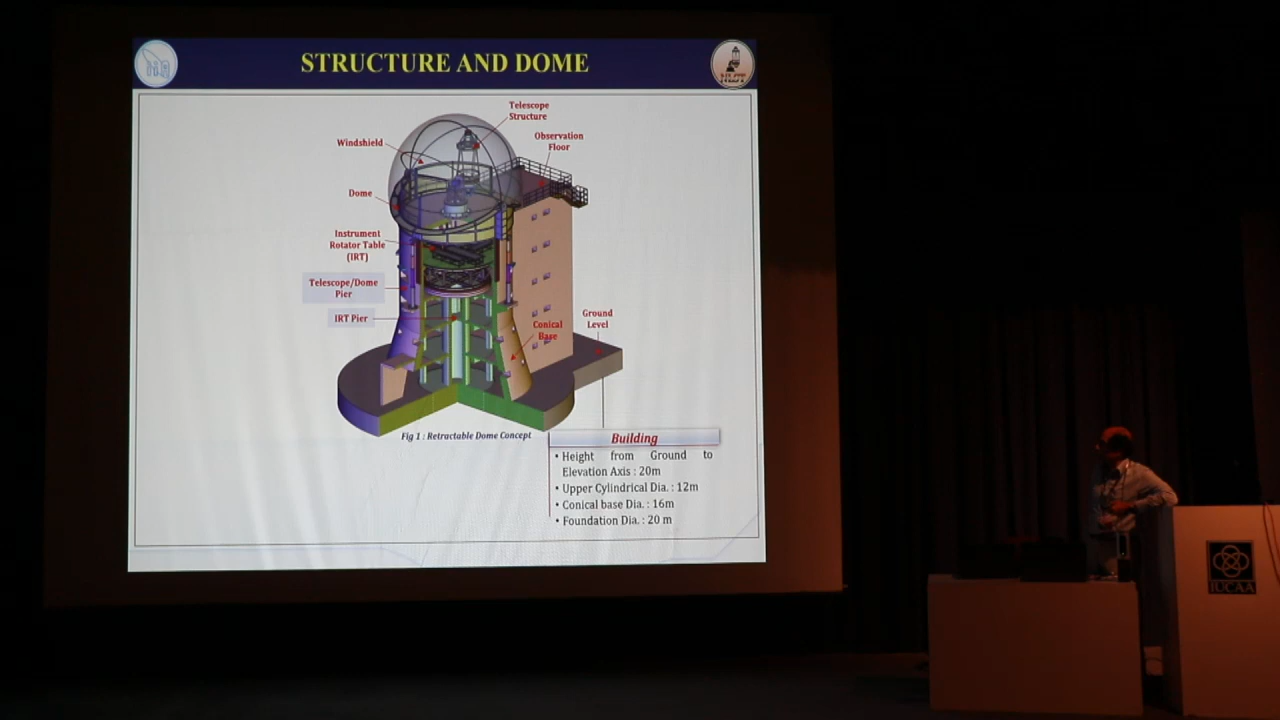 STRUCTURE AND DOME
IIA
NLST
Telescope
Structure
Windshield
Observation
Floor
Dome
Instrument
Rotator Table
(IRT)
Telescope/Dome
Pier
IRT Pier
Conical
Base
Ground
Level
Fig 1 : Retractable Dome Concept
Building
• Height from Ground to
Elevation Axis : 20m
• Upper Cylindrical Dia. : 12m
• Conical base Dia. : 16m
• Foundation Dia. : 20 m
IUCAA